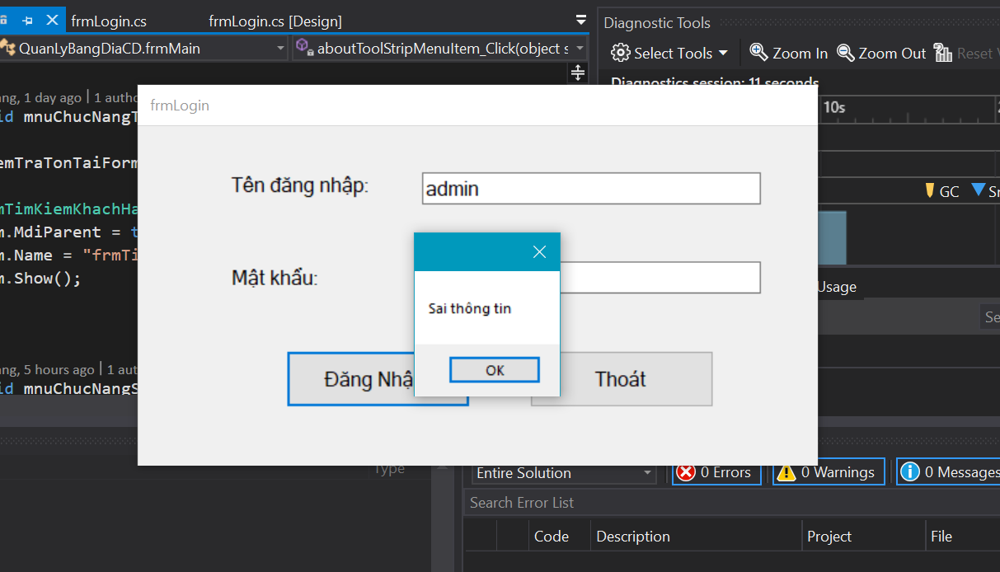 frmLogin.cs
frmLogin.cs [Design]
Diagnostic Tools
QuanLyBangDiaCD.frmMain
aboutToolStripMenuItem_Click(object s
Select Tools
Zoom In
Zoom Out
Reset
Diagnostics session: 11 seconds
ang, 1 day ago | 1 autho
id mnuChucNangT
10s
frmLogin
emTraTonTaiForm
Tên đăng nhập:
admin
GC
Sn
mTimKiemKhachHa
m.MdiParent = t
m.Name = "frmTi
m.Show();
Mật khẩu:
Usage
Sai thông tin
Se
ang, 5 hours ago | 1 aut
id mnuChucNangS
Đăng Nhậ
OK
Thoát
Type
Entire Solution
0 Errors
0 Warnings
0 Messages
Search Error List
Code
Description
Project
File